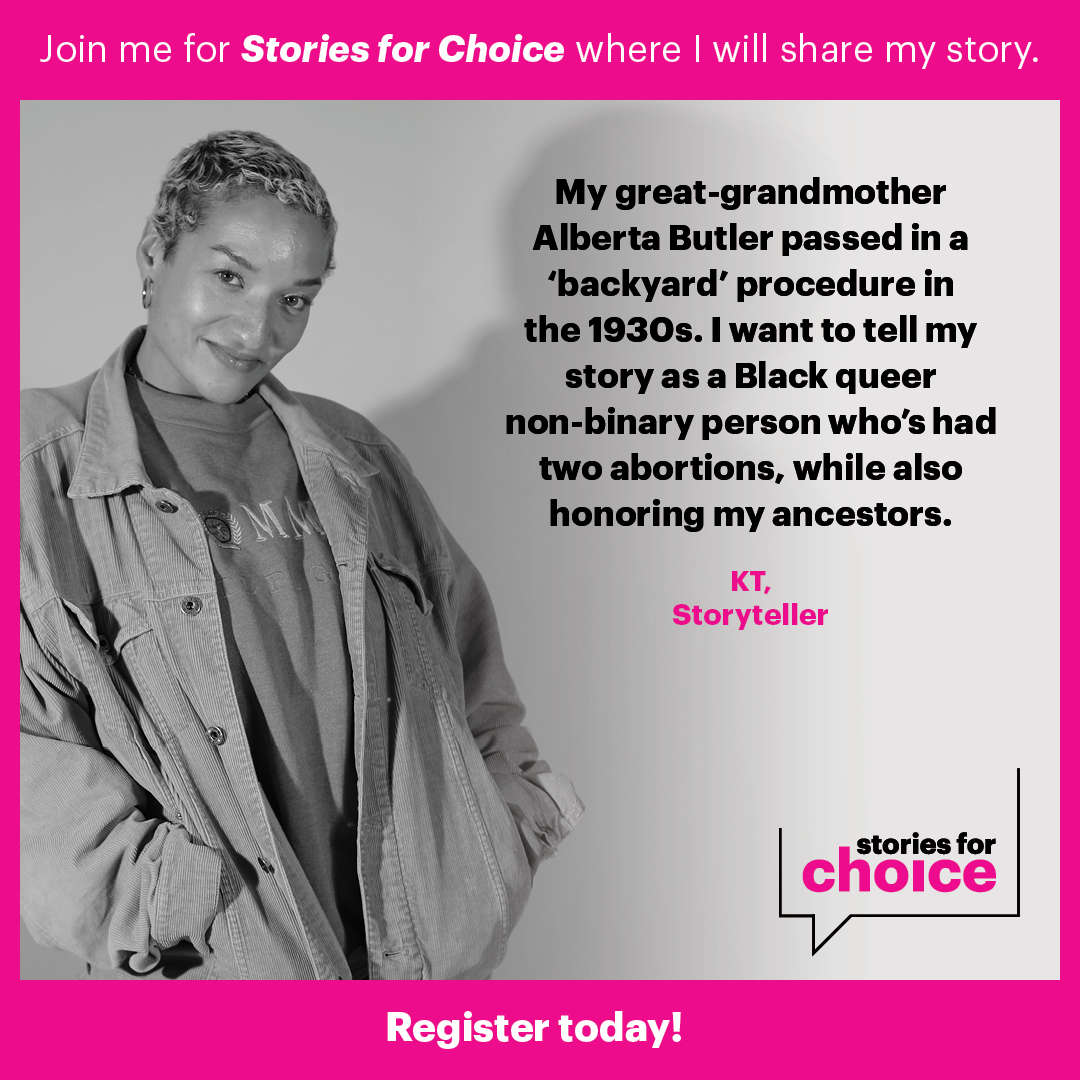 Join me for Stories for Choice where I will share my story.
My great-grandmother
Alberta Butler passed in a
‘backyard’ procedure in
the 1930s. I want to tell my
story as a Black queer
non-binary person who’s had
two abortions, while also
honoring my ancestors.
KT,
Storyteller
stories for
choice
Register today!